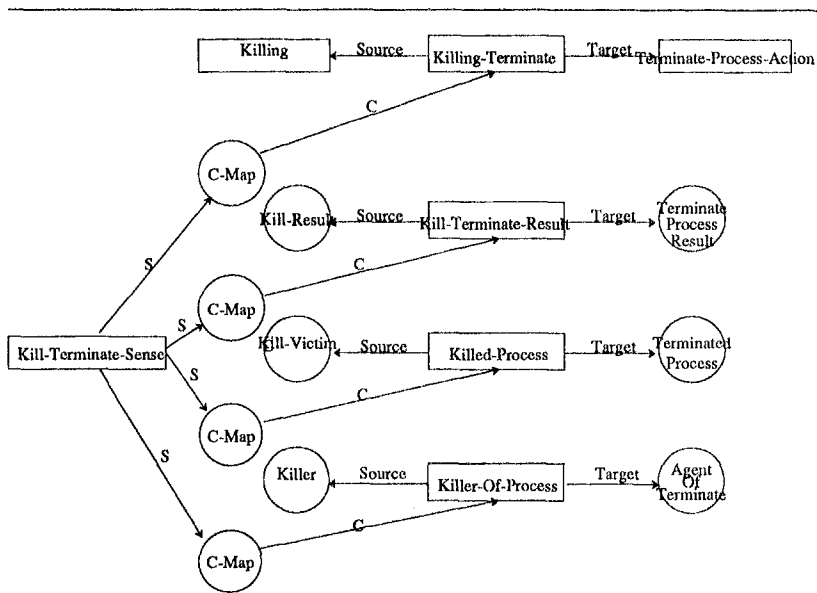 Killing Source Killing-Terminate Target Terminate-Process-Action
C
C-Map
Kill-Result Source Kill-Terminate-Result Target Terminate
Process
Result
S
C
C-Map
S
Kill-Terminate-Sense
Kill-Victim Source Killed-Process Target Terminated
Process
S
C
C-Map
S
Killer Source Killer-Of-Process Target Agent
Of
Terminate
C
C-Map